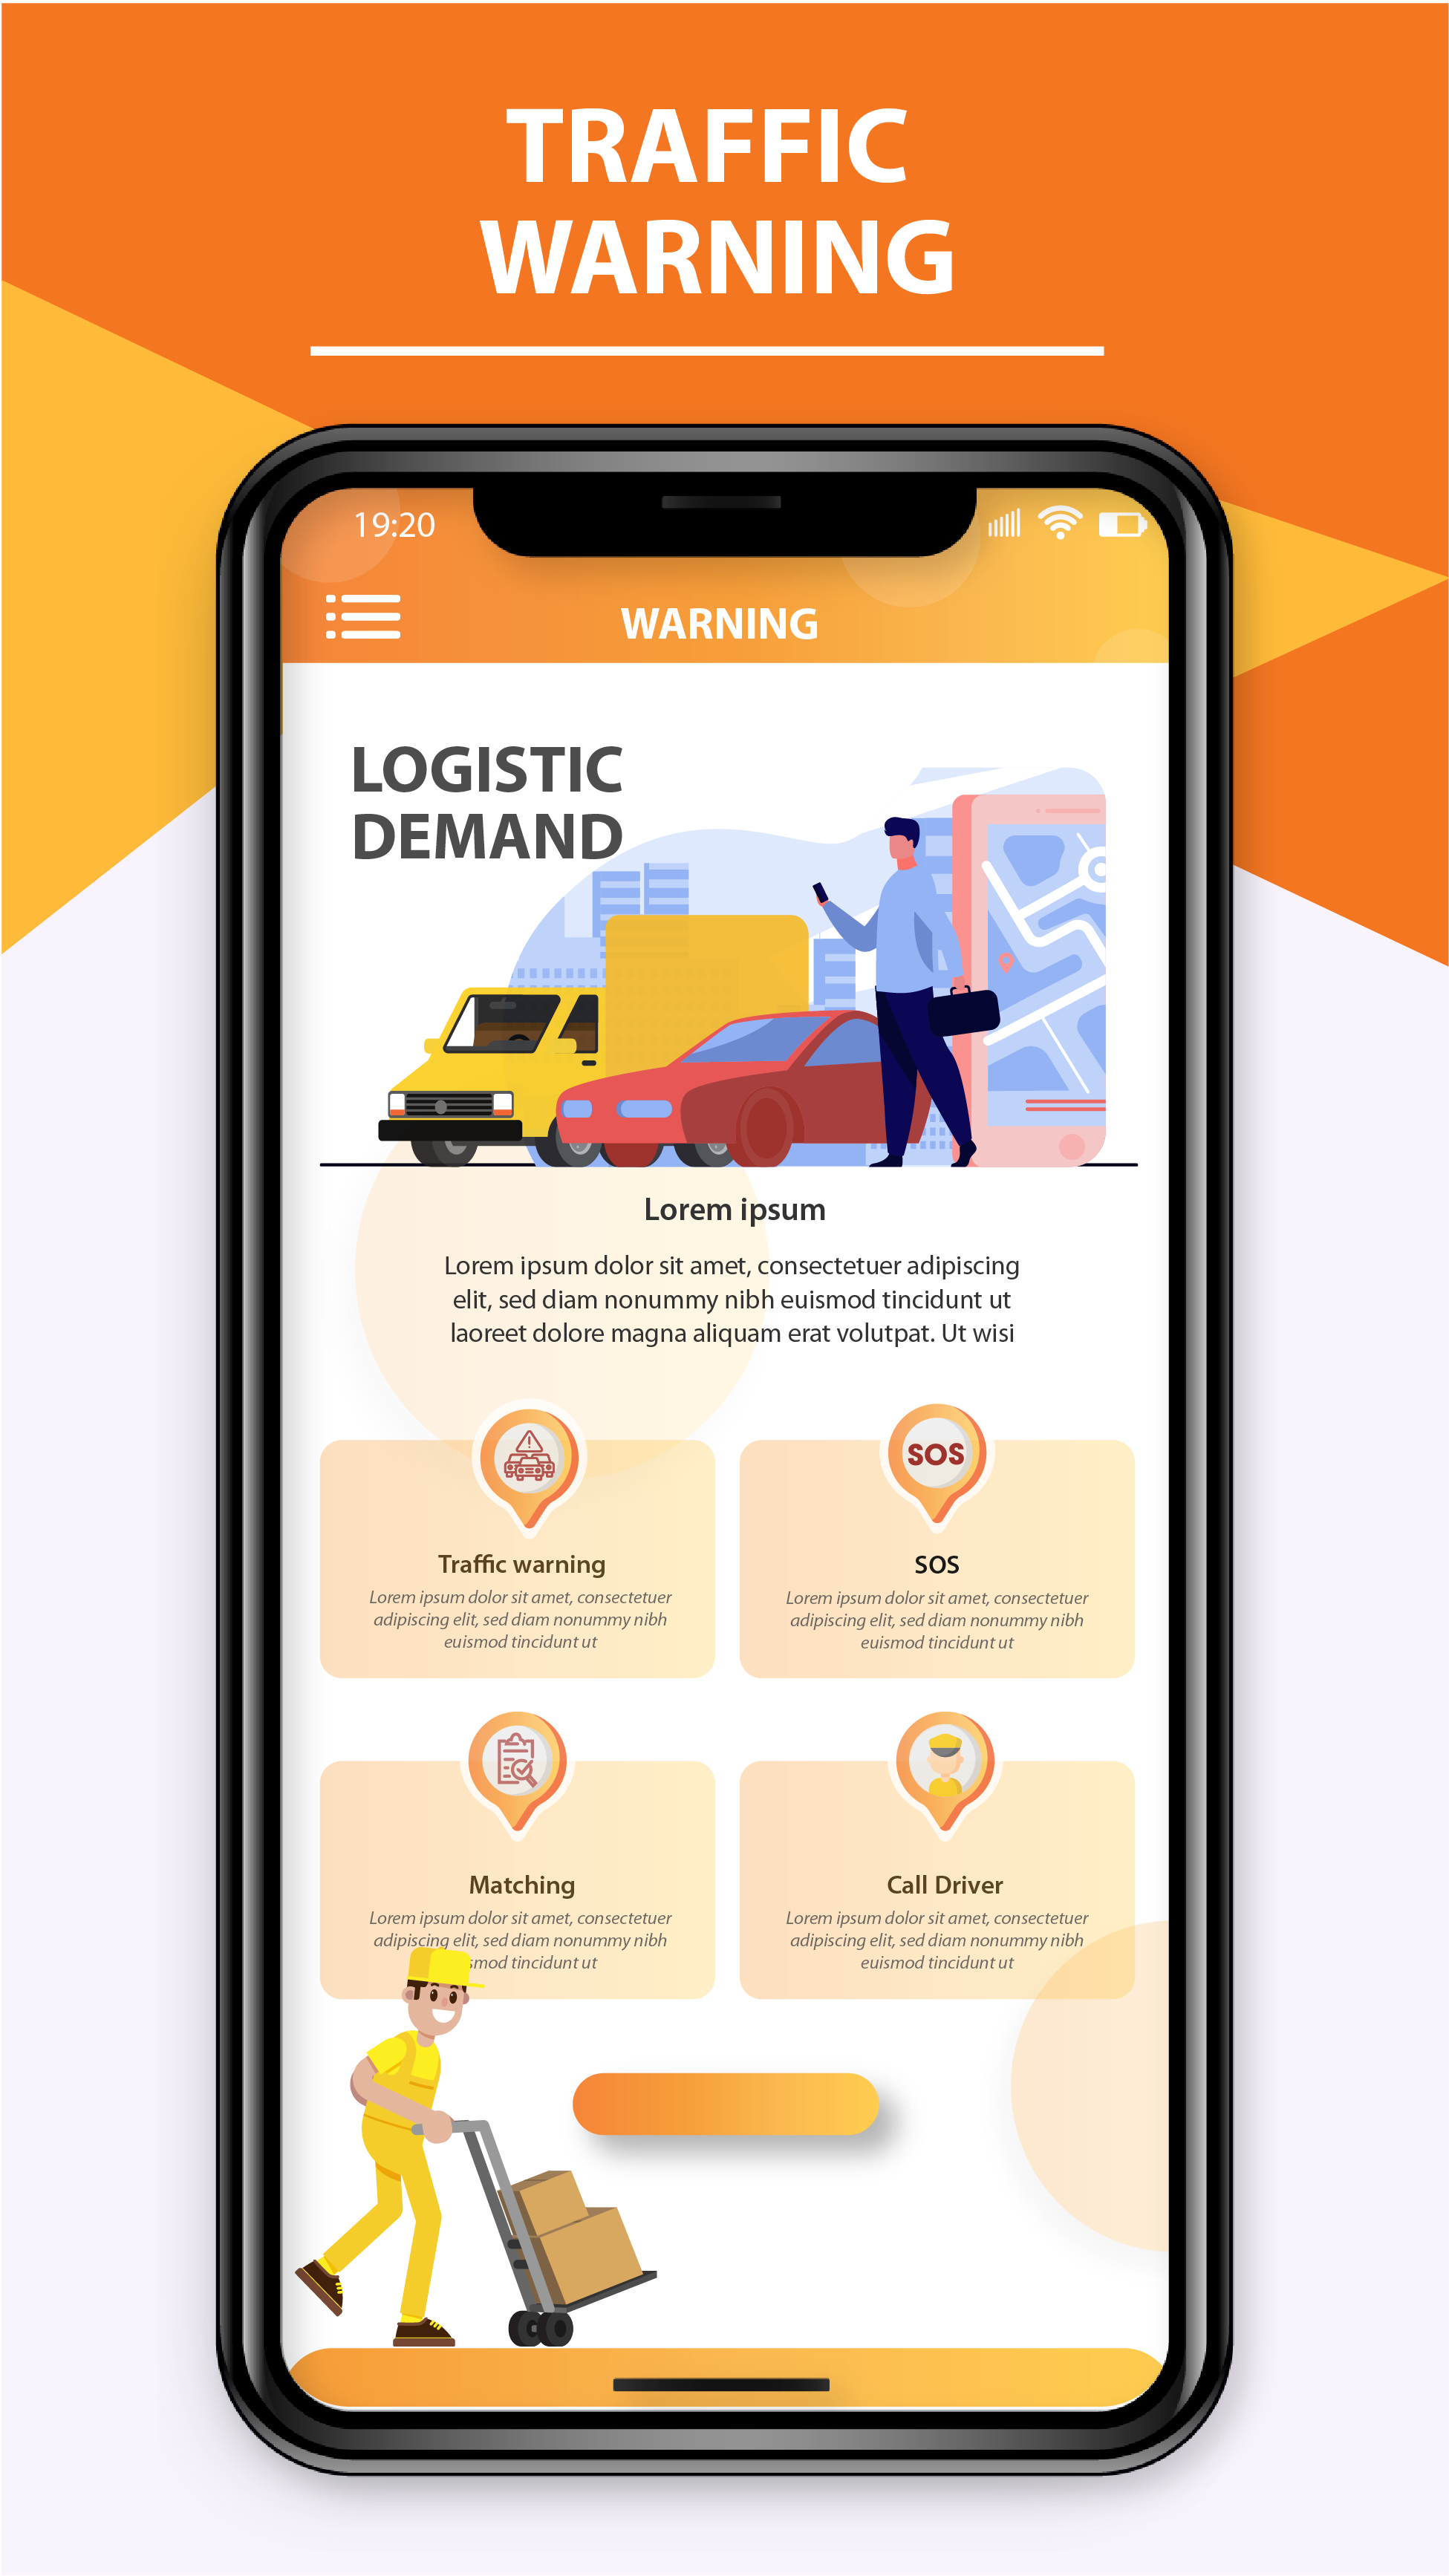 TRAFFIC
WARNING
19:20
WARNING
LOGISTIC
DEMAND
Lorem ipsum
Lorem ipsum dolor sit amet, consectetuer adipiscing
elit, sed diam nonummy nibh euismod tincidunt ut
laoreet dolore magna aliquam erat volutpat. Ut wisi
Traffic warning
Lorem ipsum dolor sit amet, consectetuer
adipiscing elit, sed diam nonummy nibh
euismod tincidunt ut
SOS
SOS
Lorem ipsum dolor sit amet, consectetuer
adipiscing elit, sed diam nonummy nibh
euismod tincidunt ut
Matching
Lorem ipsum dolor sit amet, consectetuer
adipiscing elit, sed diam nonummy nibh
tincidunt ut
Call Driver
Lorem ipsum dolor sit amet, consectetuer
adipiscing elit, sed diam nonummy nibh
euismod tincidunt ut